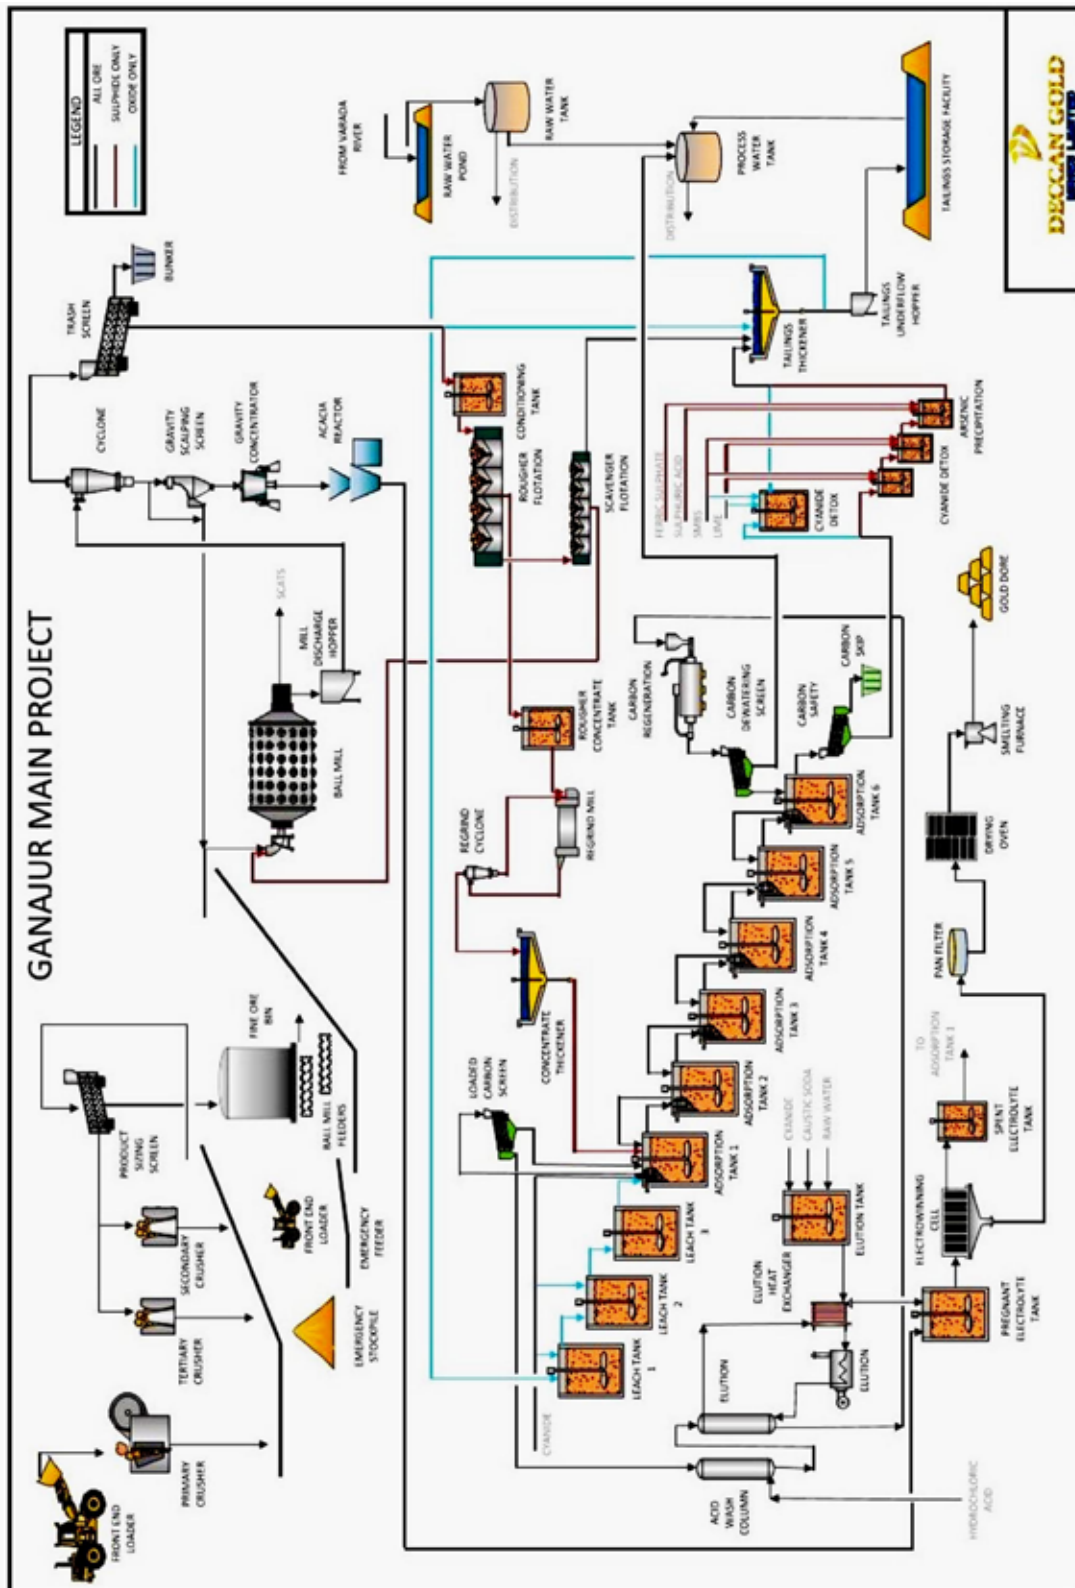 GANAJUR MAIN PROJECT
LEGEND
ALL ORE
SULPHIDE ONLY
OXIDE ONLY
FRONT END
LOADER
PRIMARY
CRUSHER
TERTIARY
CRUSHER
SECONDARY
CRUSHER
PRODUCT
SIZING
SCREEN
EMERGENCY
STOCKPILE
FRONT END
LOADER
EMERGENCY
FEEDER
FINE ORE
BIN
BALL MILL
FEEDERS
BALL MILL
SCATS
MILL
DISCHARGE
HOPPER
CYCLONE
GRAVITY
SCALPING
SCREEN
GRAVITY
CONCENTRATOR
ACACIA
REACTOR
TRASH
SCREEN
BUNKER
FROM VARADA
RIVER
RAW WATER
POND
RAW WATER
TANK
DISTRIBUTION
PROCESS
WATER
TANK
DISTRIBUTION
TAILINGS STORAGE FACILITY
CONDITIONING
TANK
ROUGHER
FLOTATION
SCAVENGER
FLOTATION
ROUGHER
CONCENTRATE
TANK
REGRIND
CYCLONE
REGRIND MILL
CONCENTRATE
THICKENER
LOADED
CARBON
SCREEN
CYANIDE
LEACH TANK
1
LEACH TANK
2
LEACH TANK
3
ADSORPTION
TANK 1
ADSORPTION
TANK 2
ADSORPTION
TANK 3
ADSORPTION
TANK 4
ADSORPTION
TANK 5
ADSORPTION
TANK 6
CARBON
REGENERATION
CARBON
DEWATERING
SCREEN
CARBON
SAFETY
CARBON
SKIP
FERRIC SULPHATE
SULPHURIC ACID
SMBS
LIME
CYANIDE
DETOX
CYANIDE DETOX
ARSENIC
PRECIPITATION
TAILINGS
THICKENER
TAILINGS
UNDERFLOW
HOPPER
ACID
WASH
COLUMN
HYDROCHLORIC
ACID
ELUTION
ELUTION
HEAT
EXCHANGER
ELUTION
CYANIDE
CAUSTIC SODA
RAW WATER
ELUTION TANK
PREGNANT
ELECTROLYTE
TANK
ELECTROWINNING
CELL
SPENT
ELECTROLYTE
TANK
TO
ADSORPTION
TANK 1
PAN FILTER
DRYING
OVEN
SMELTING
FURNACE
GOLD DORE
DECCAN GOLD